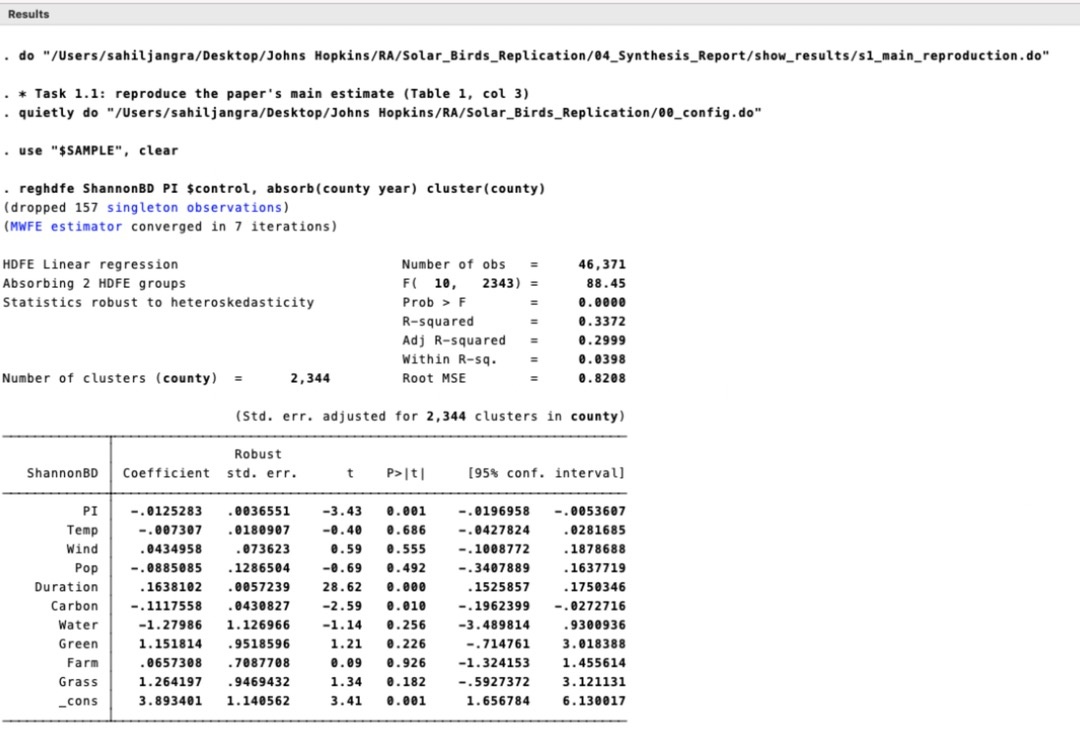 Results
. do "/Users/sahiljangra/Desktop/Johns Hopkins/RA/Solar_Birds_Replication/04_Synthesis_Report/show_results/s1_main_reproduction.do"
. * Task 1.1: reproduce the paper's main estimate (Table 1, col 3)
. quietly do "/Users/sahiljangra/Desktop/Johns Hopkins/RA/Solar_Birds_Replication/00_config.do"
. use "$SAMPLE", clear
. reghdfe ShannonBD PI $control, absorb(county year) cluster(county)
(dropped 157 singleton observations)
(MWFE estimator converged in 7 iterations)
HDFE Linear regression Number of obs = 46,371
Absorbing 2 HDFE groups F( 10, 2343) = 88.45
Statistics robust to heteroskedasticity Prob > F = 0.0000
R-squared = 0.3372
Adj R-squared = 0.2999
Within R-sq. = 0.0398
Number of clusters (county) = 2,344 Root MSE = 0.8208
(Std. err. adjusted for 2,344 clusters in county)
Robust
ShannonBD Coefficient std. err. t P>|t| [95% conf. interval]
PI -.0125283 .0036551 -3.43 0.001 -.0196958 -.0053607
Temp -.007307 .0180907 -0.40 0.686 -.0427824 .0281685
Wind .0434958 .073623 0.59 0.555 -.1008772 .1878688
Pop -.0885085 .1286504 -0.69 0.492 -.3407889 .1637719
Duration .1638102 .0057239 28.62 0.000 .1525857 .1750346
Carbon -.1117558 .0430827 -2.59 0.010 -.1962399 -.0272716
Water -1.27986 1.126966 -1.14 0.256 -3.489814 .9300936
Green 1.151814 .9518596 1.21 0.226 -.714761 3.018388
Farm .0657308 .7087708 0.09 0.926 -1.324153 1.455614
Grass 1.264197 .9469432 1.34 0.182 -.5927372 3.121131
_cons 3.893401 1.140562 3.41 0.001 1.656784 6.130017